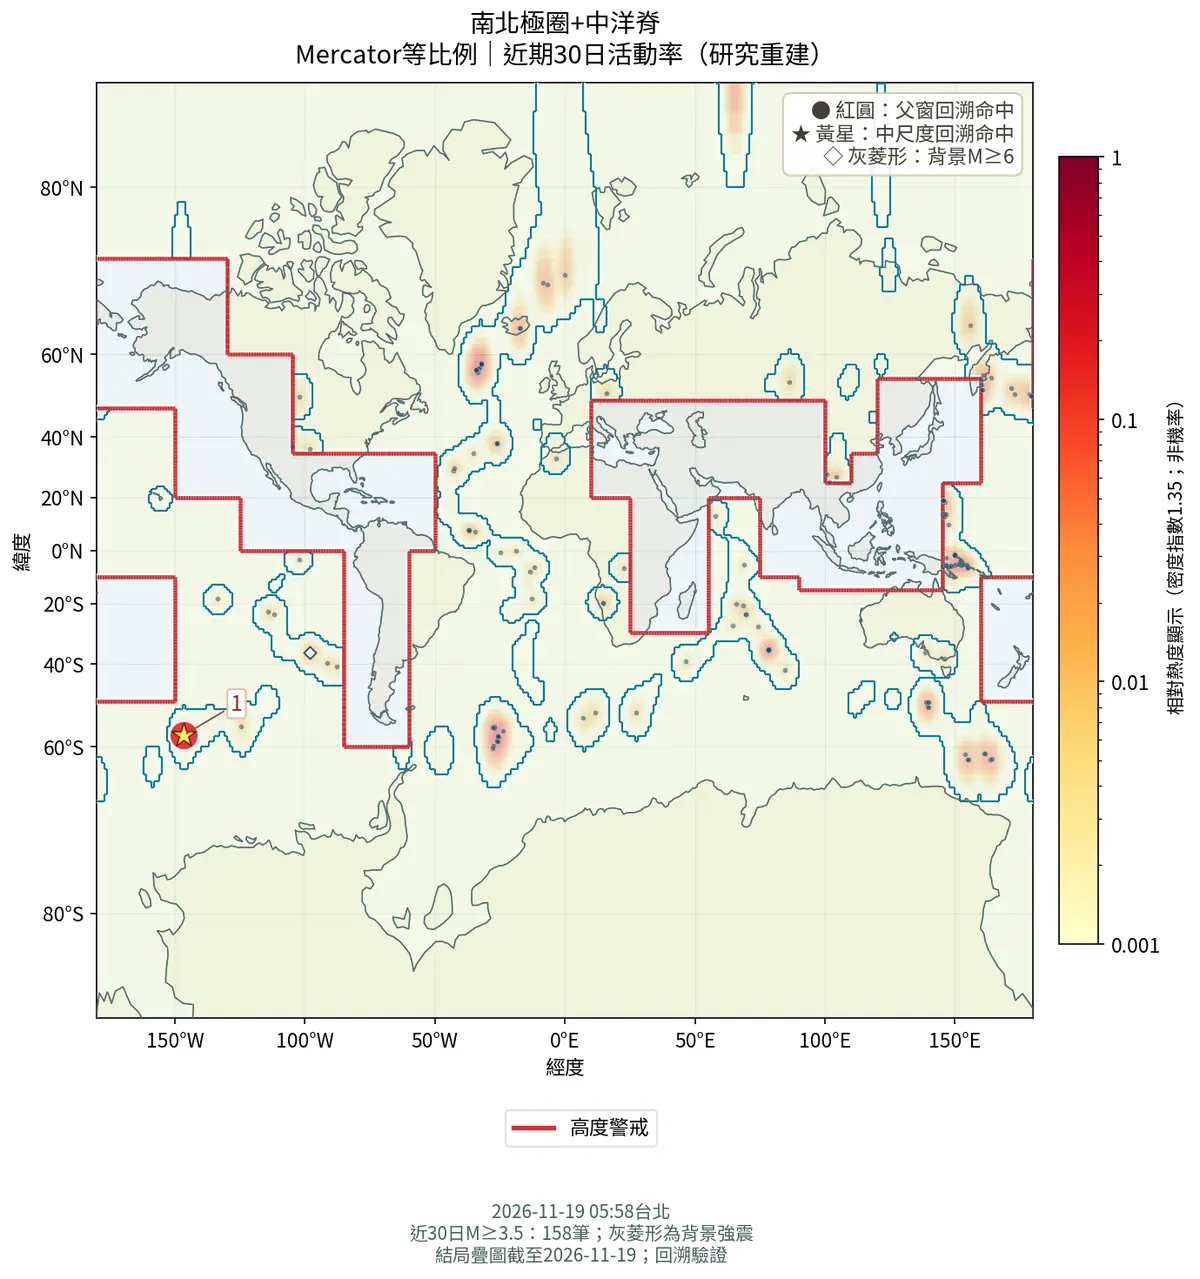 南北極圈+中洋脊
Mercator等比例｜近期30日活動率（研究重建）
● 紅圓：父窗回溯命中
★ 黃星：中尺度回溯命中
◇ 灰菱形：背景M≥6
80°N
60°N
40°N
20°N
0°N
20°S
40°S
60°S
80°S
緯度
1
150°W
100°W
50°W
0°E
50°E
100°E
150°E
經度
1
0.1
0.01
0.001
相對熱度顯示（密度指數1.35；非機率）
高度警戒
2026-11-19 05:58台北
近30日M≥3.5：158筆；灰菱形為背景強震
結局疊圖截至2026-11-19；回溯驗證